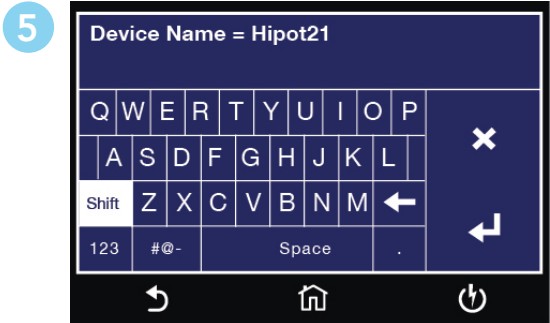 5
Device Name = Hipot21
Q W E R T Y U I O P
A S D F G H J K L
Shift Z X C V B N M
123 #@- Space .